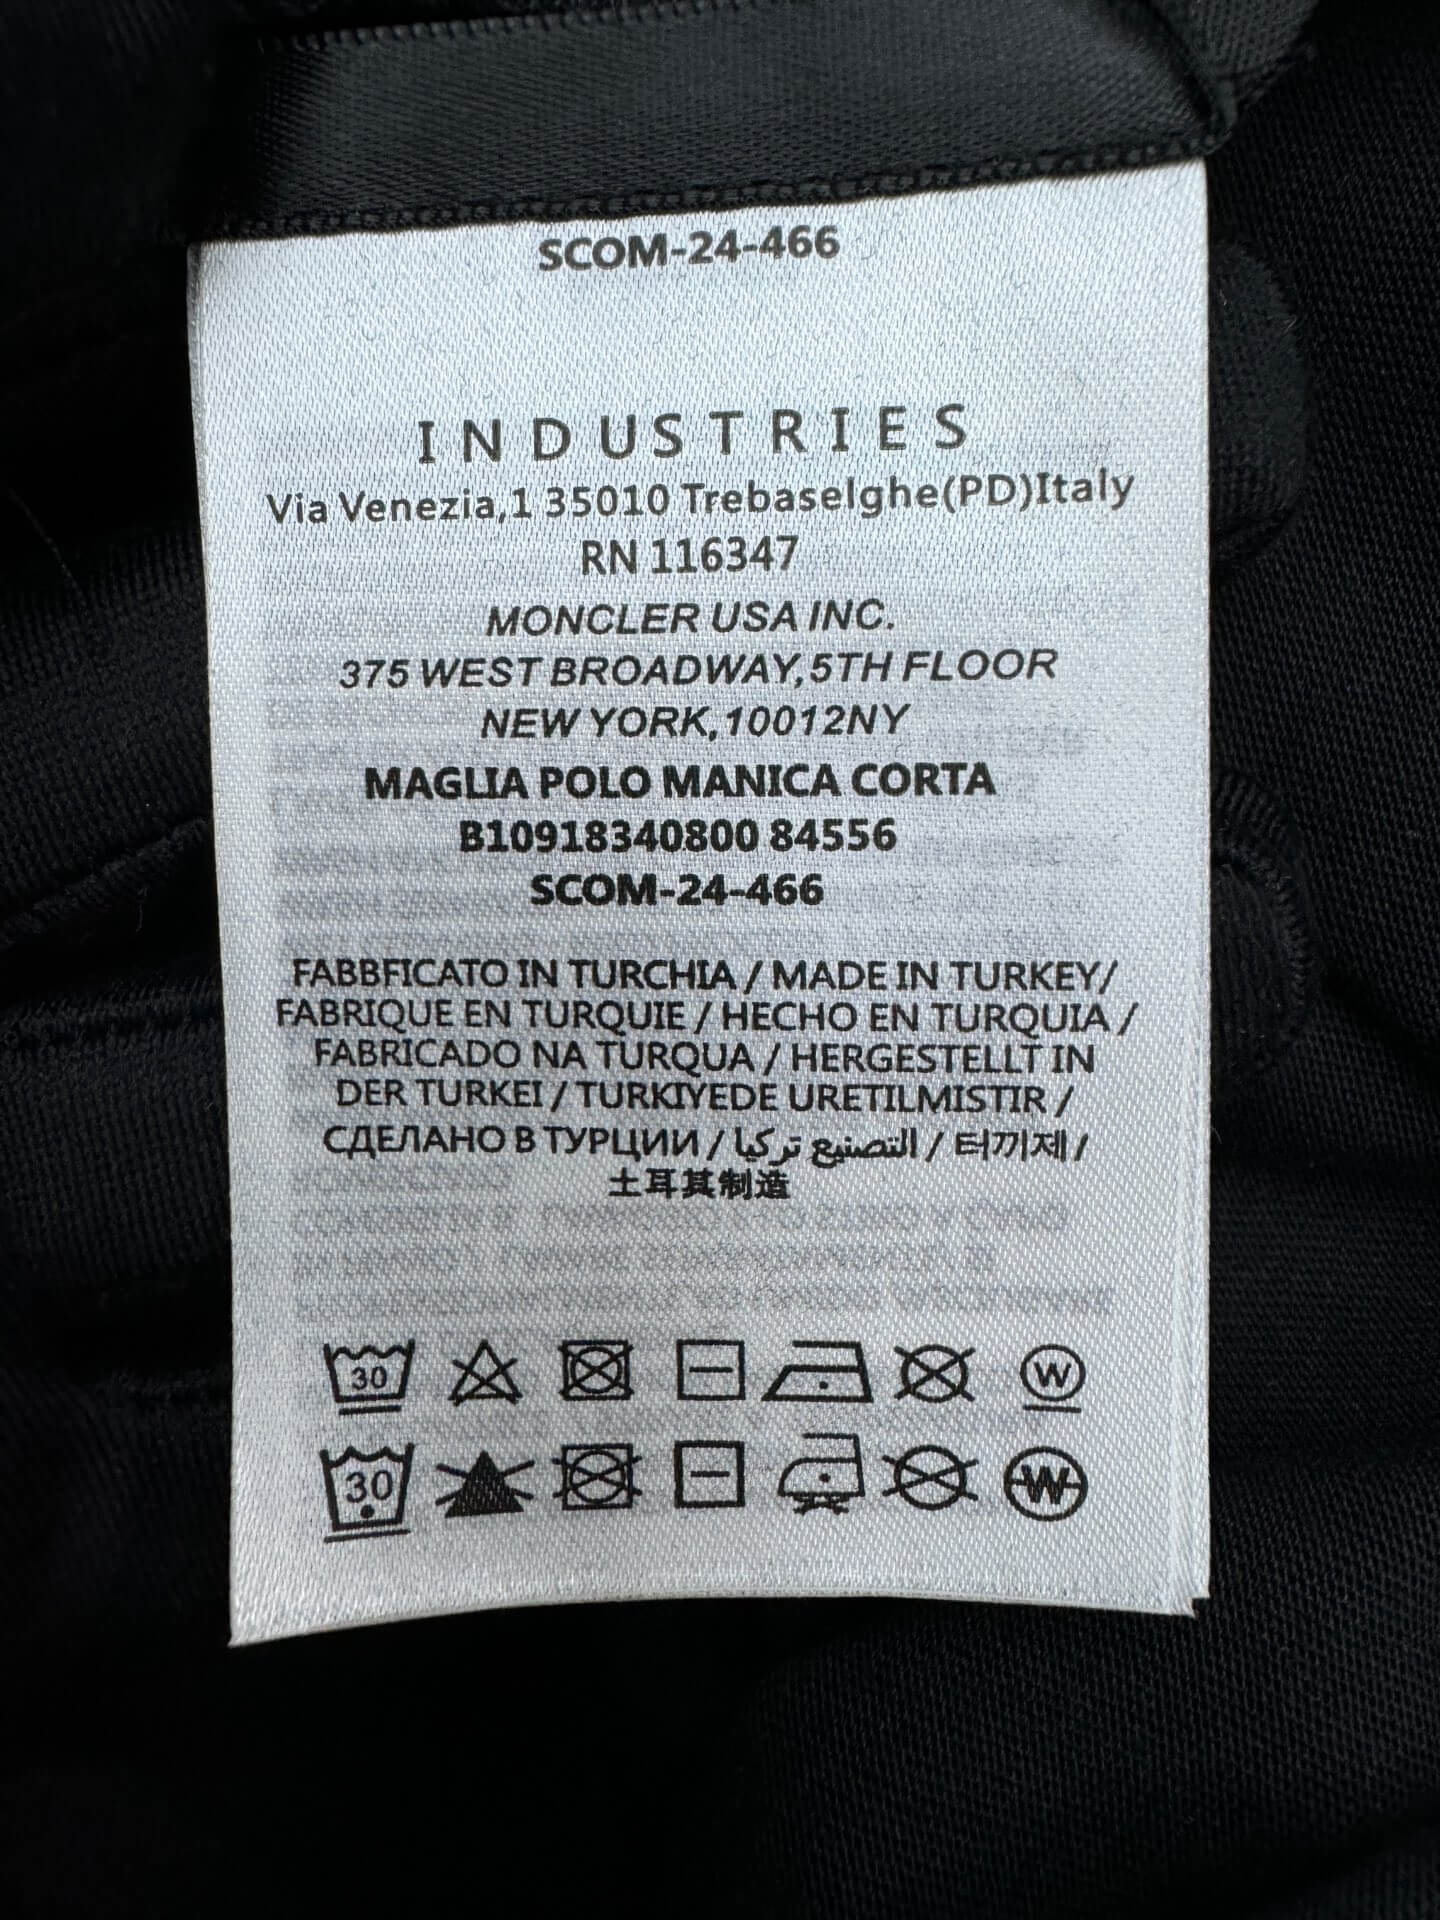 SCOM-24-466
INDUSTRIES
Via Venezia,1 35010 Trebaselghe(PD)Italy
RN 116347
MONCLER USA INC.
375 WEST BROADWAY,5TH FLOOR
NEW YORK,10012NY
MAGLIA POLO MANICA CORTA
B10918340800 84556
SCOM-24-466
FABBFICATO IN TURCHIA / MADE IN TURKEY/
FABRIQUE EN TURQUIE / HECHO EN TURQUIA /
FABRICADO NA TURQUA / HERGESTELLT IN
DER TURKEI / TURKIYEDE URETILMISTIR /
СДЕЛАНО В ТУРЦИИ / التصنيع تركيا / 터끼제 /
土耳其制造
30 W
30 W